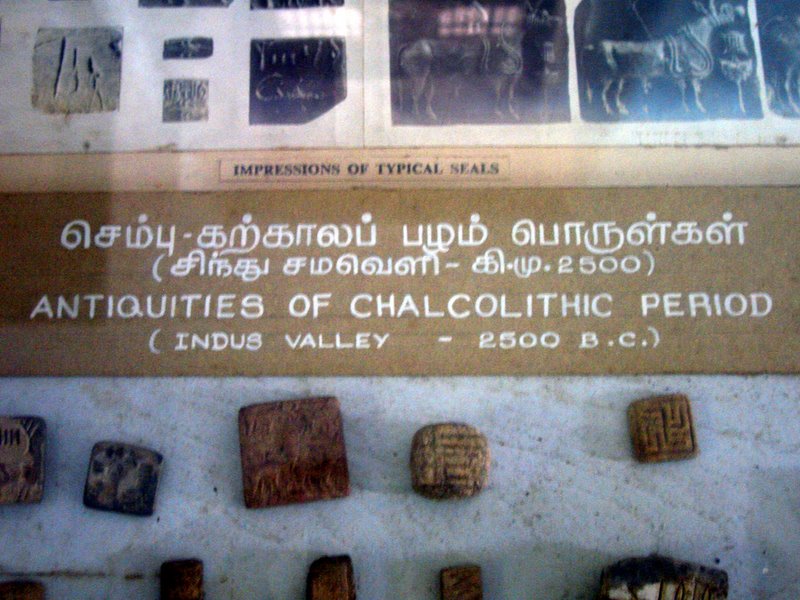 IMPRESSIONS OF TYPICAL SEALS
செம்பு-கற்காலப் பழம் பொருள்கள்
(சிந்து சமவெளி- கி.மு.2500)
ANTIQUITIES OF CHALCOLITHIC PERIOD
( INDUS VALLEY - 2500 B.C.)